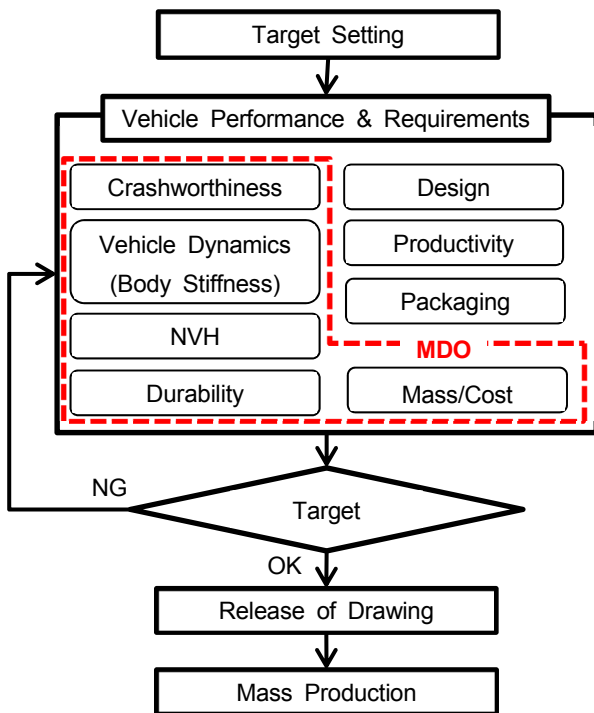 Target Setting
Vehicle Performance & Requirements
Crashworthiness
Vehicle Dynamics
(Body Stiffness)
NVH
Durability
Design
Productivity
Packaging
MDO
Mass/Cost
NG
Target
OK
Release of Drawing
Mass Production